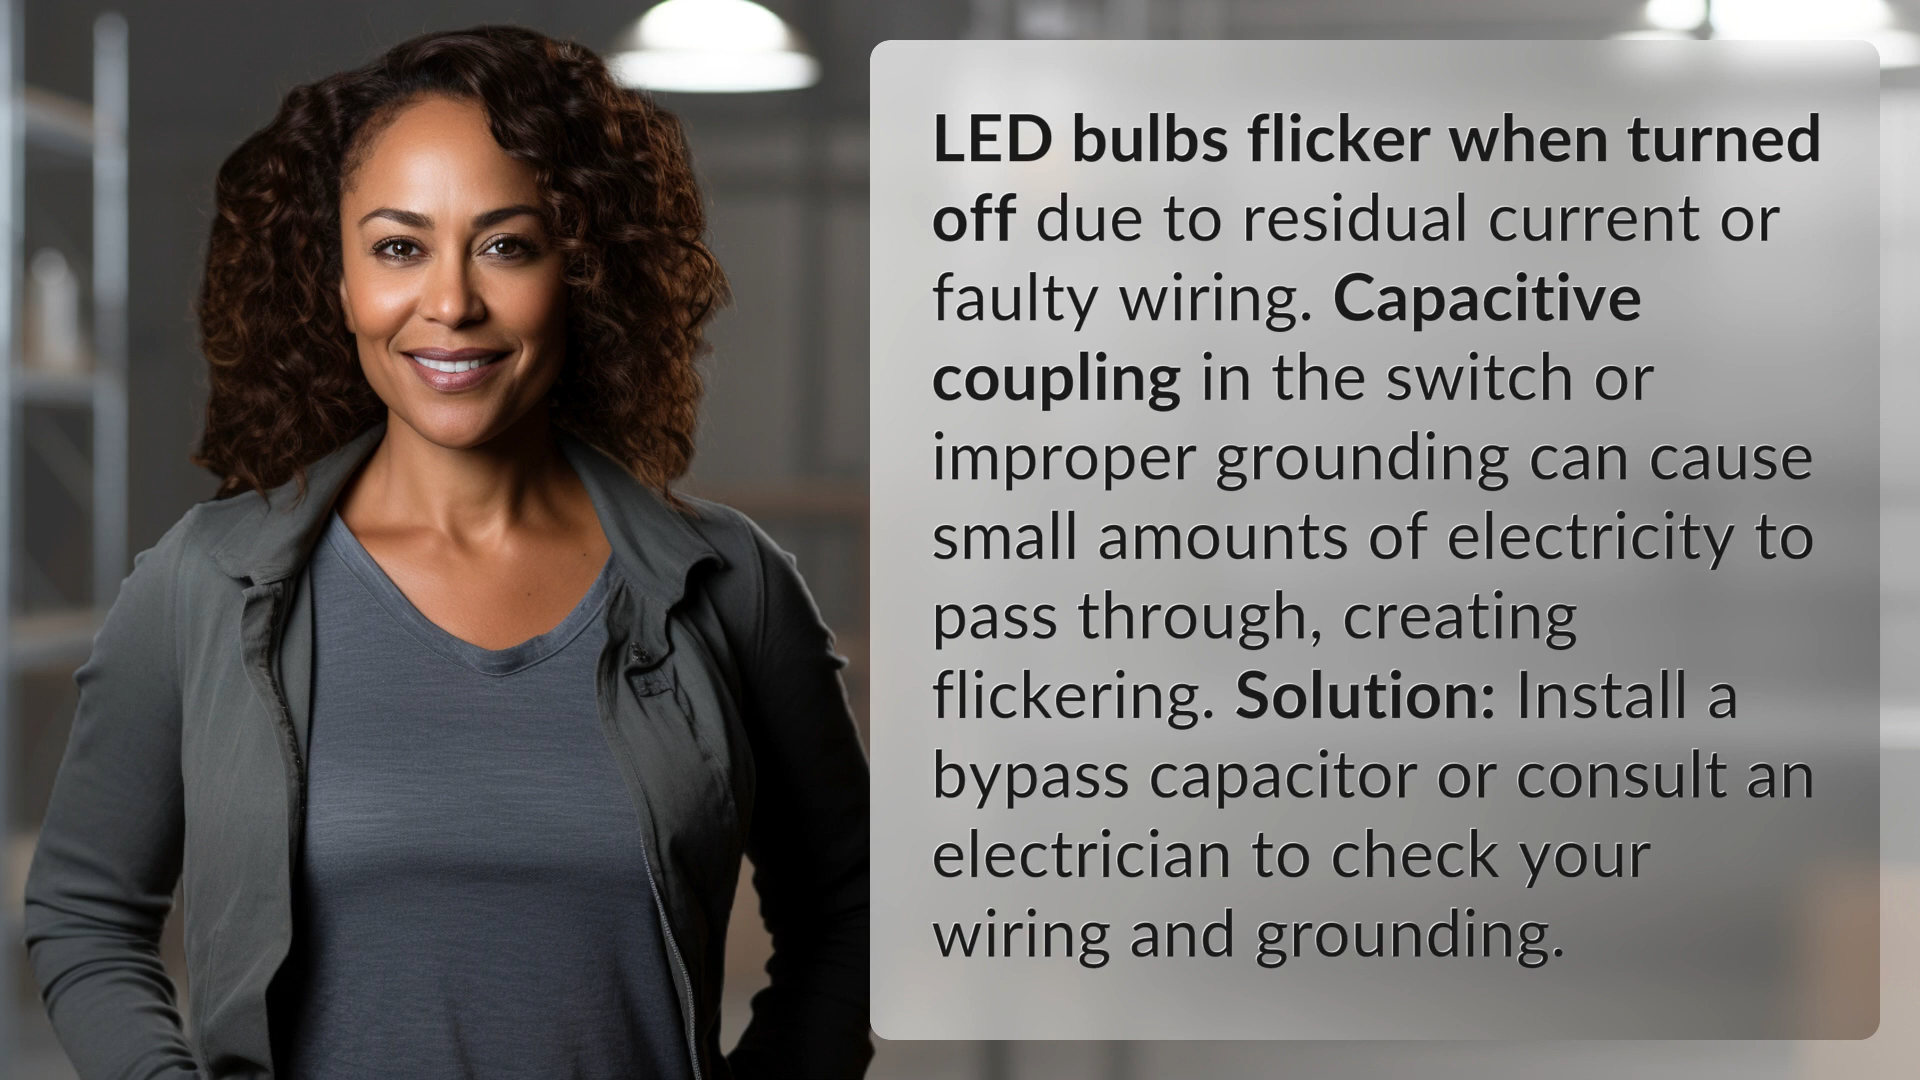 LED bulbs flicker when turned
off due to residual current or
faulty wiring. Capacitive
coupling in the switch or
improper grounding can cause
small amounts of electricity to
pass through, creating
flickering. Solution: Install a
bypass capacitor or consult an
electrician to check your
wiring and grounding.